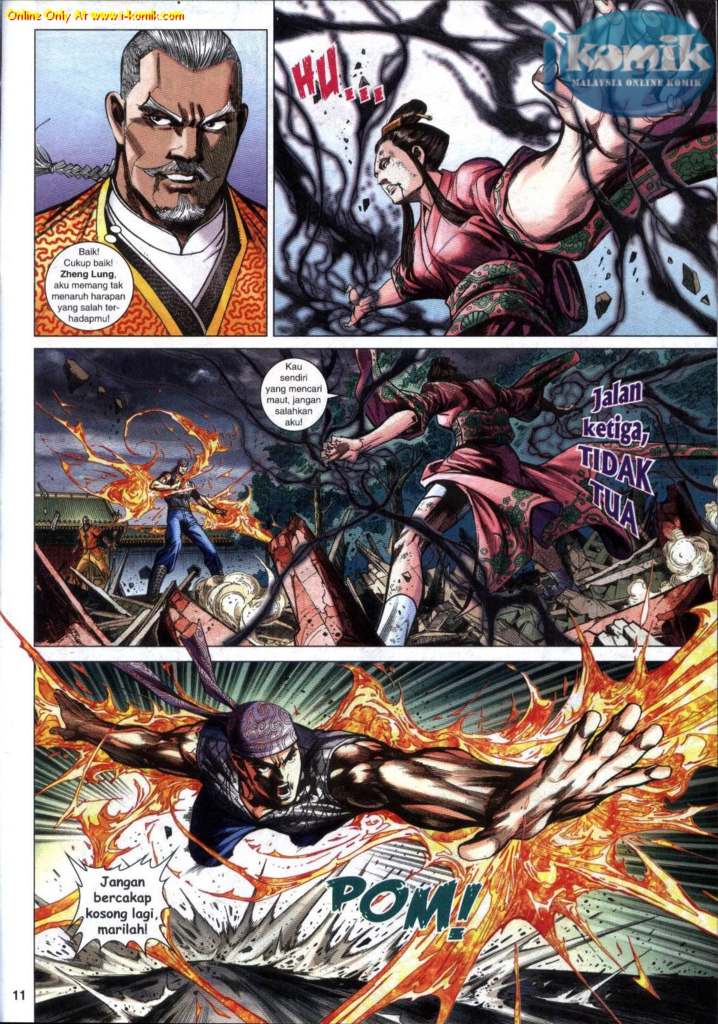 Online Only At www.i-komik.com
iKomik
MALAYSIA ONLINE KOMIK
Baik!
Cukup baik!
Zheng Lung,
aku memang tak
menaruh harapan
yang salah ter-
hadapmu!
HU...
Kau
sendiri
yang mencari
maut, jangan
salahkan
aku!
Jalan
ketiga,
TIDAK
TUA
Jangan
bercakap
kosong lagi,
marilah!
POM!
11